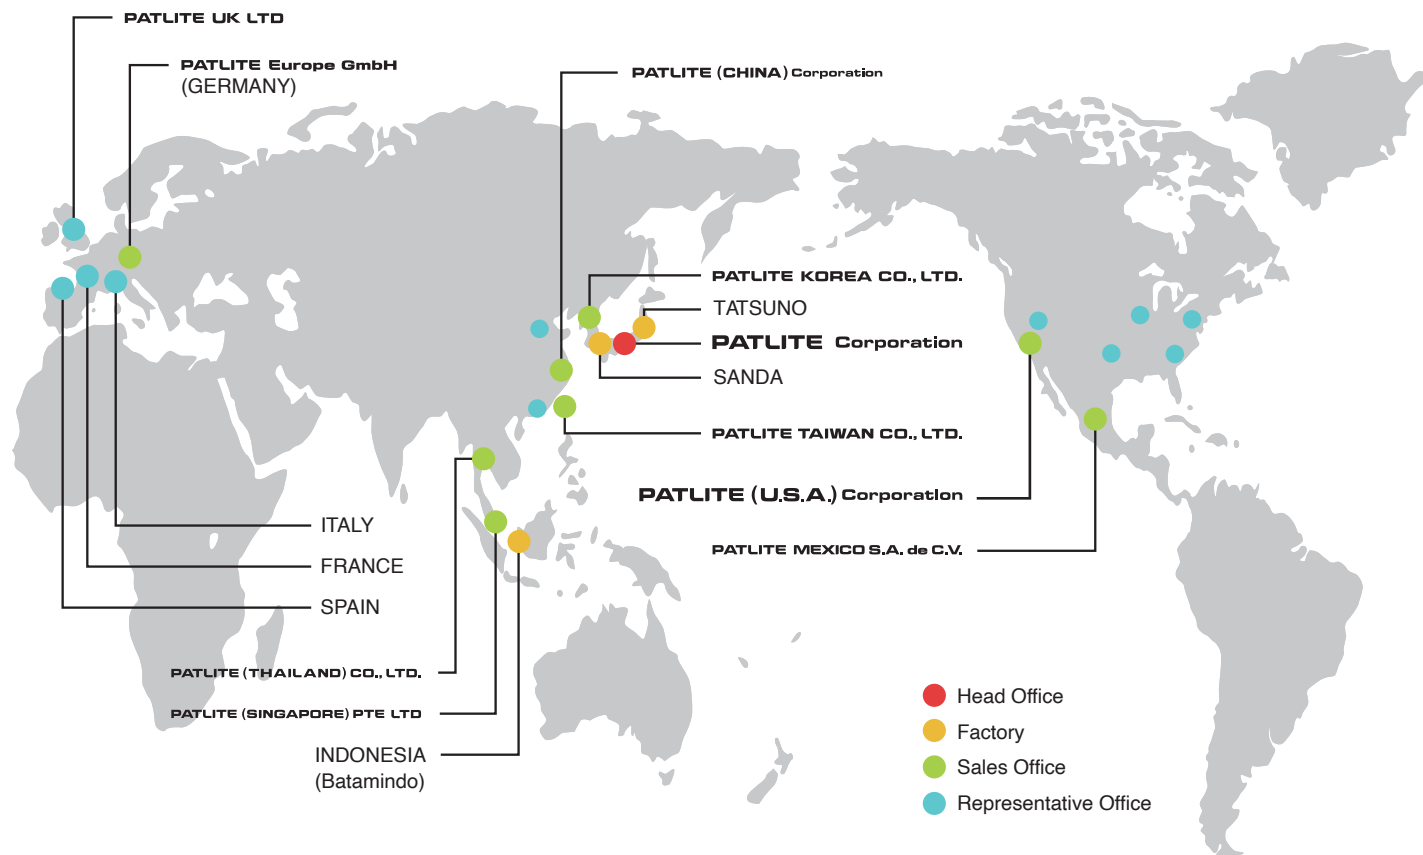 PATLITE UK LTD
PATLITE Europe GmbH
(GERMANY)
PATLITE (CHINA) Corporation
PATLITE KOREA CO., LTD.
TATSUNO
PATLITE Corporation
SANDA
PATLITE TAIWAN CO., LTD.
PATLITE (U.S.A.) Corporation
PATLITE MEXICO S.A. de C.V.
ITALY
FRANCE
SPAIN
PATLITE (THAILAND) CO., LTD.
PATLITE (SINGAPORE) PTE LTD
INDONESIA
(Batamindo)
Head Office
Factory
Sales Office
Representative Office